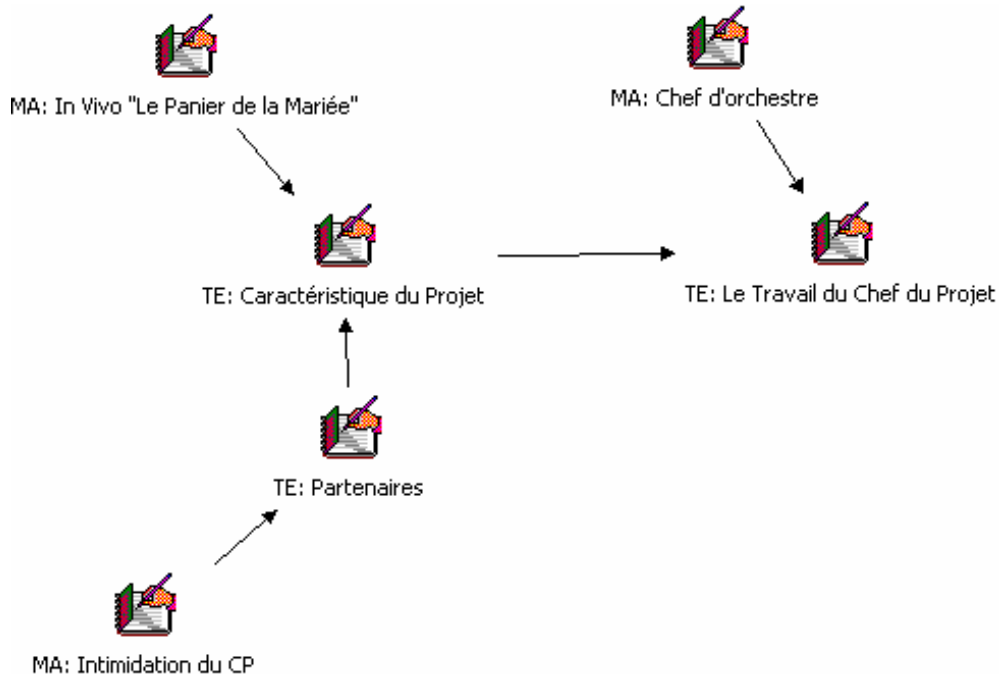 MA: In Vivo "Le Panier de la Mariée"
MA: Chef d'orchestre
TE: Caractéristique du Projet
TE: Le Travail du Chef du Projet
TE: Partenaires
MA: Intimidation du CP